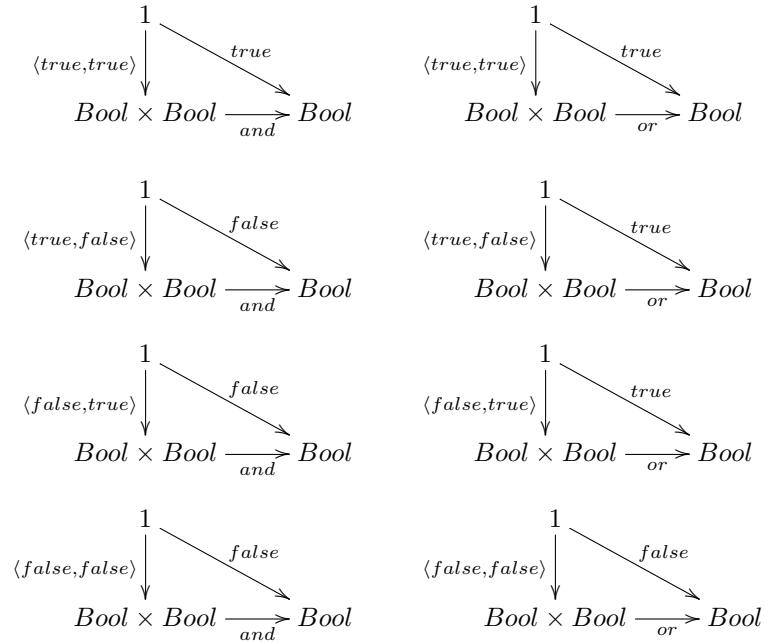 1 1
⟨true,true⟩ true ⟨true,true⟩ true
Bool × Bool and Bool Bool × Bool or Bool
1 1
⟨true,false⟩ false ⟨true,false⟩ true
Bool × Bool and Bool Bool × Bool or Bool
1 1
⟨false,true⟩ false ⟨false,true⟩ true
Bool × Bool and Bool Bool × Bool or Bool
1 1
⟨false,false⟩ false ⟨false,false⟩ false
Bool × Bool and Bool Bool × Bool or Bool